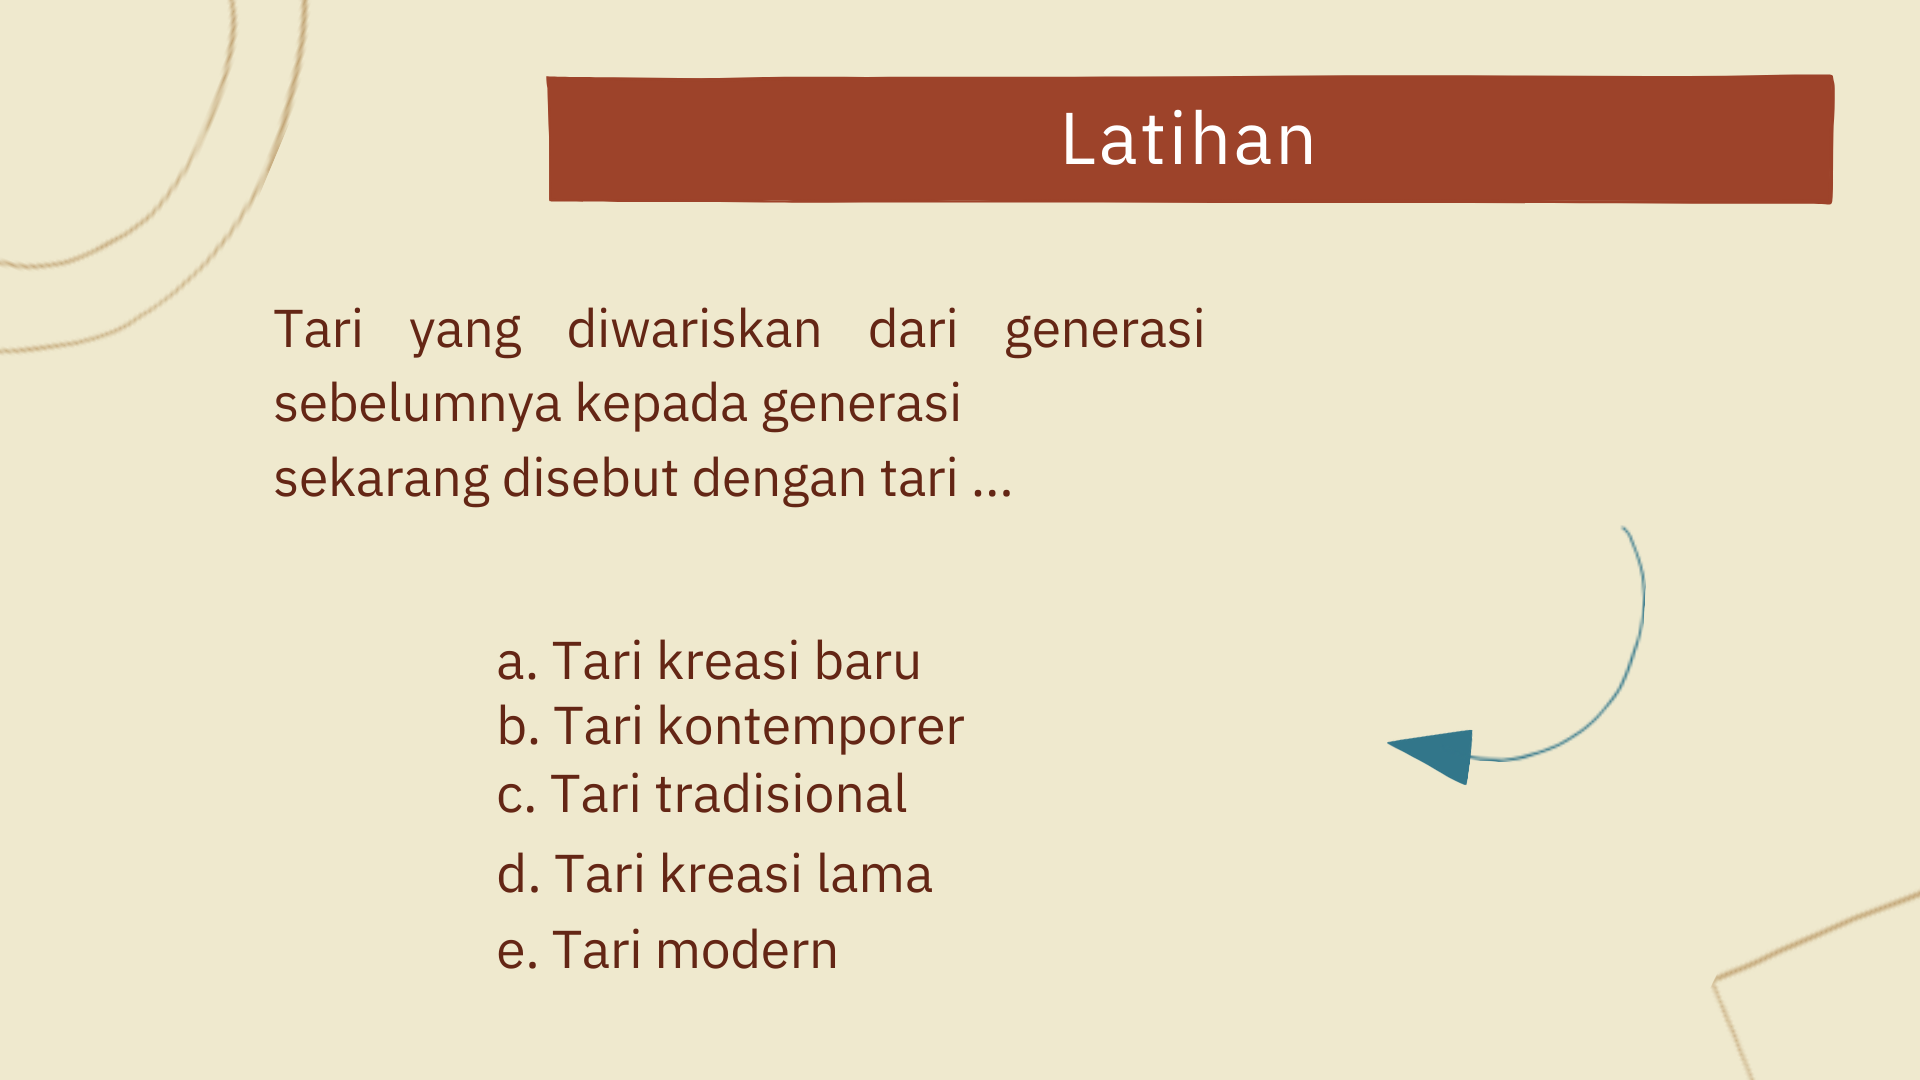 Latihan
Tari yang diwariskan dari generasi
sebelumnya kepada generasi
sekarang disebut dengan tari ...
a. Tari kreasi baru
b. Tari kontemporer
c. Tari tradisional
d. Tari kreasi lama
e. Tari modern